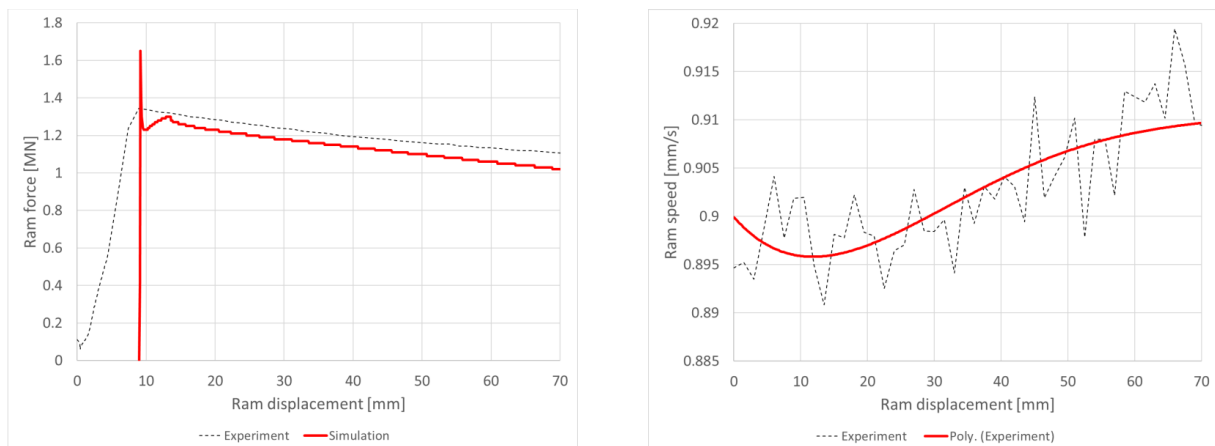 1.8
1.6
1.4
1.2
1
0.8
0.6
0.4
0.2
0
Ram force [MN]
0 10 20 30 40 50 60 70
Ram displacement [mm]
Experiment Simulation
0.92
0.915
0.91
0.905
0.9
0.895
0.89
0.885
Ram speed [mm/s]
0 10 20 30 40 50 60 70
Ram displacement [mm]
Experiment Poly. (Experiment)